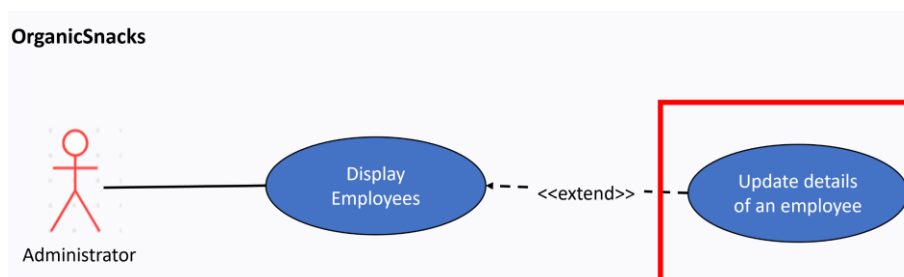 OrganicSnacks
Display
Employees
<<extend>>
Update details
of an employee
Administrator